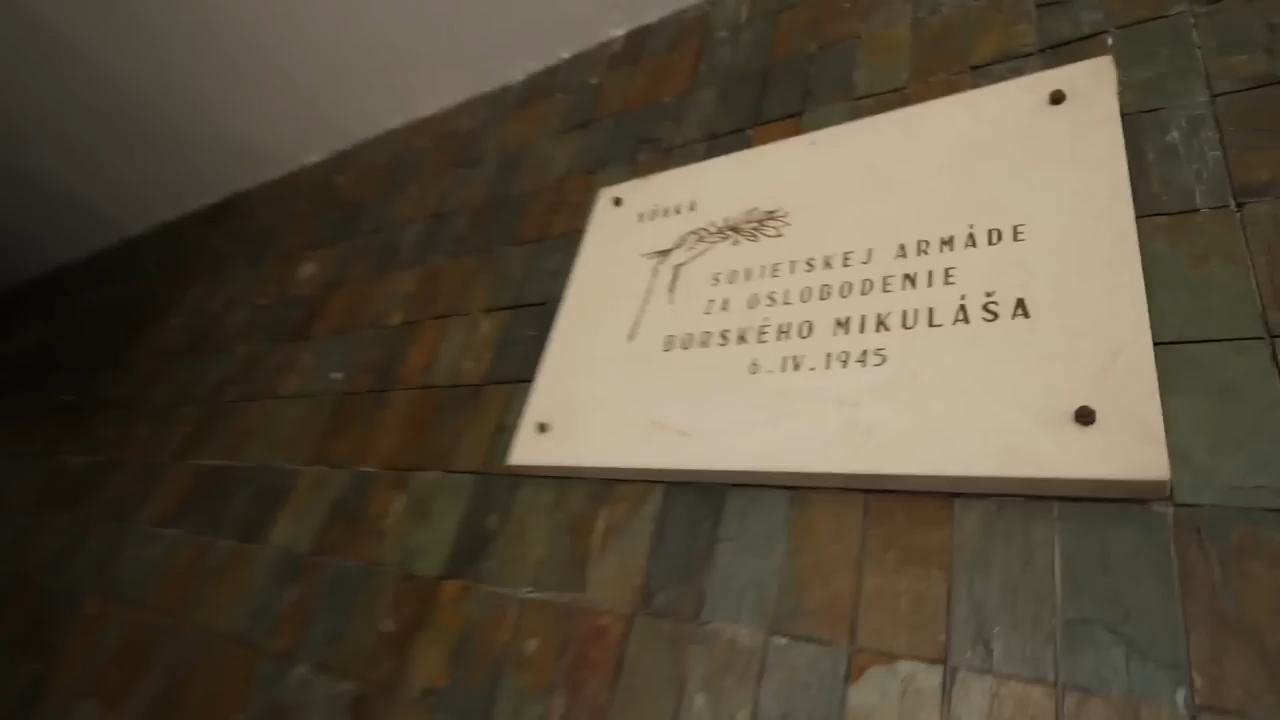 VĎAKA
SOVIETSKEJ ARMÁDE
ZA OSLOBODENIE
BORSKÉHO MIKULÁŠA
6.IV.1945